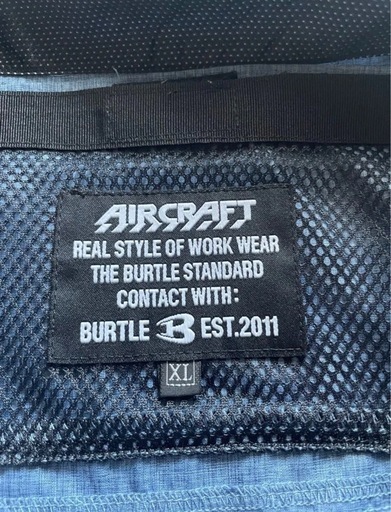 AIRCRAFT
REAL STYLE OF WORK WEAR
THE BURTLE STANDARD
CONTACT WITH:
BURTLE B EST.2011
XL